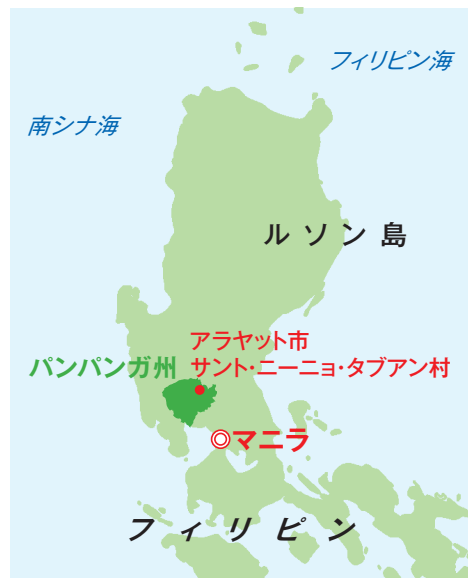 フィリピン海
南シナ海
ルソン島
アラヤット市
パンパンガ州
サント・ニーニョ・タブアン村
マニラ
フィリピン